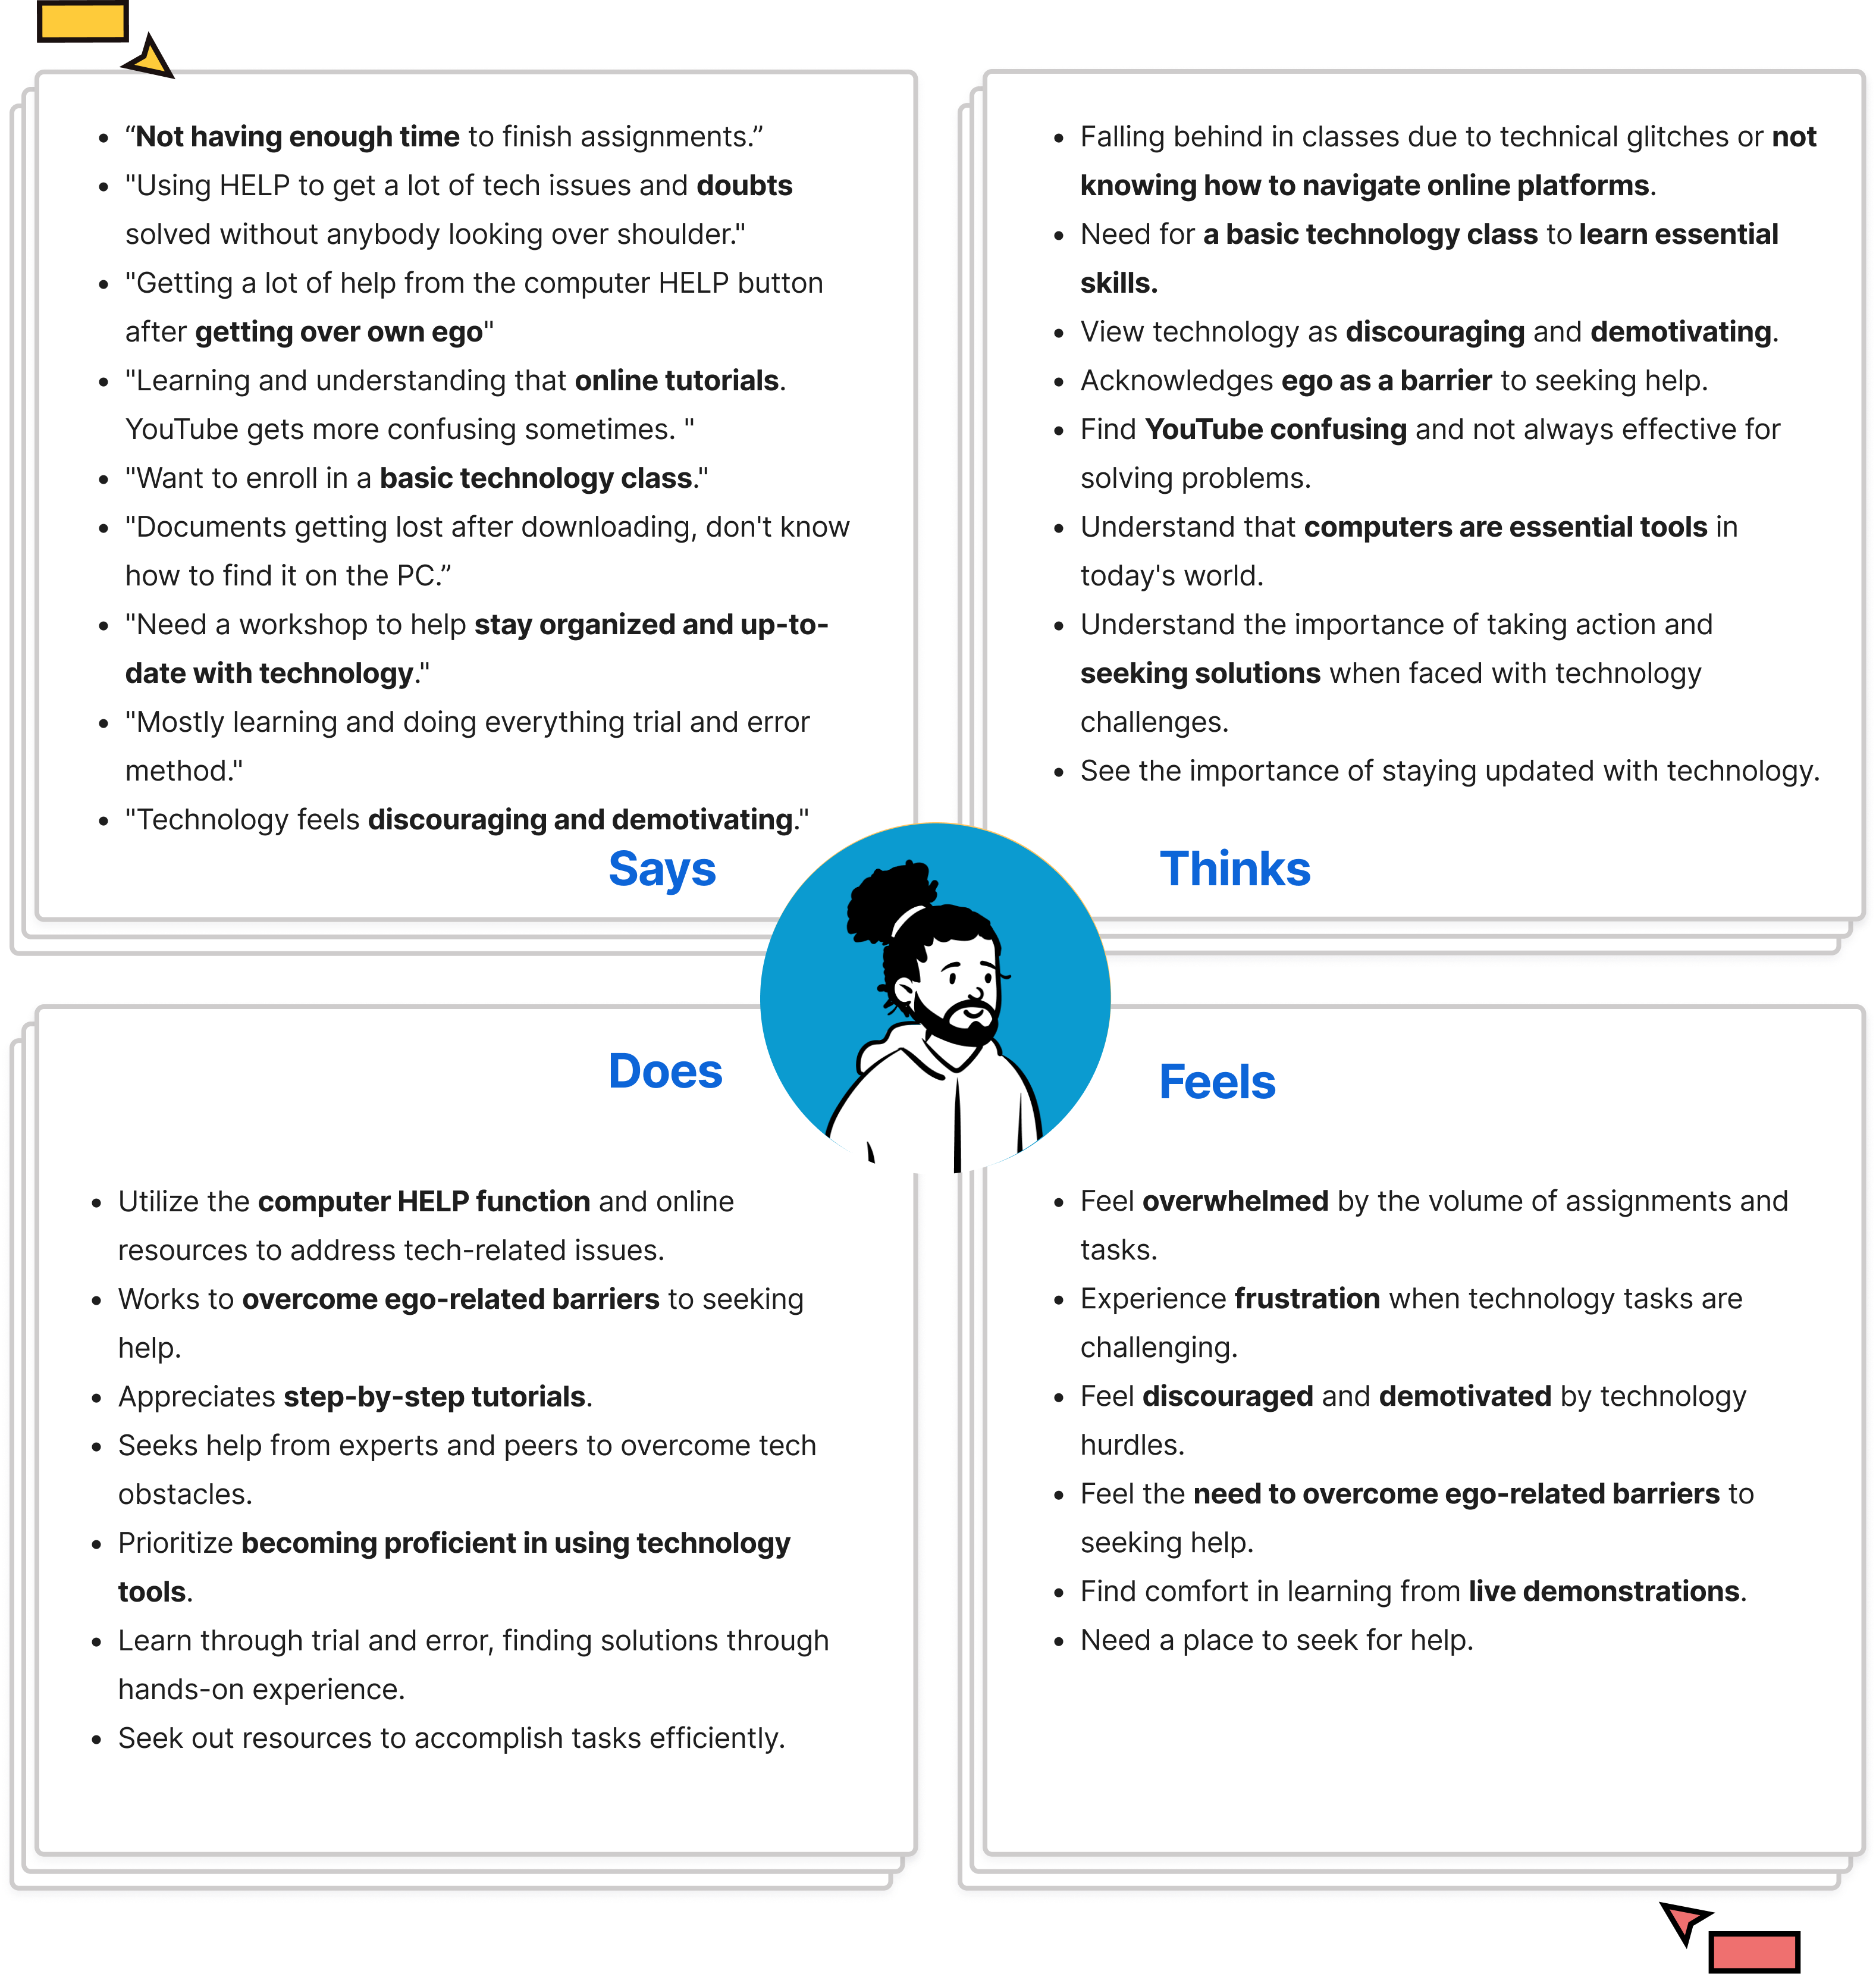 “Not having enough time to finish assignments.”
"Using HELP to get a lot of tech issues and doubts
solved without anybody looking over shoulder."
"Getting a lot of help from the computer HELP button
after getting over own ego"
"Learning and understanding that online tutorials.
YouTube gets more confusing sometimes. "
"Want to enroll in a basic technology class."
"Documents getting lost after downloading, don't know
how to find it on the PC.”
"Need a workshop to help stay organized and up-to-
date with technology."
"Mostly learning and doing everything trial and error
method."
"Technology feels discouraging and demotivating."
Says
Falling behind in classes due to technical glitches or not
knowing how to navigate online platforms.
Need for a basic technology class to learn essential
skills.
View technology as discouraging and demotivating.
Acknowledges ego as a barrier to seeking help.
Find YouTube confusing and not always effective for
solving problems.
Understand that computers are essential tools in
today's world.
Understand the importance of taking action and
seeking solutions when faced with technology
challenges.
See the importance of staying updated with technology.
Thinks
Does
Utilize the computer HELP function and online
resources to address tech-related issues.
Works to overcome ego-related barriers to seeking
help.
Appreciates step-by-step tutorials.
Seeks help from experts and peers to overcome tech
obstacles.
Prioritize becoming proficient in using technology
tools.
Learn through trial and error, finding solutions through
hands-on experience.
Seek out resources to accomplish tasks efficiently.
Feels
Feel overwhelmed by the volume of assignments and
tasks.
Experience frustration when technology tasks are
challenging.
Feel discouraged and demotivated by technology
hurdles.
Feel the need to overcome ego-related barriers to
seeking help.
Find comfort in learning from live demonstrations.
Need a place to seek for help.